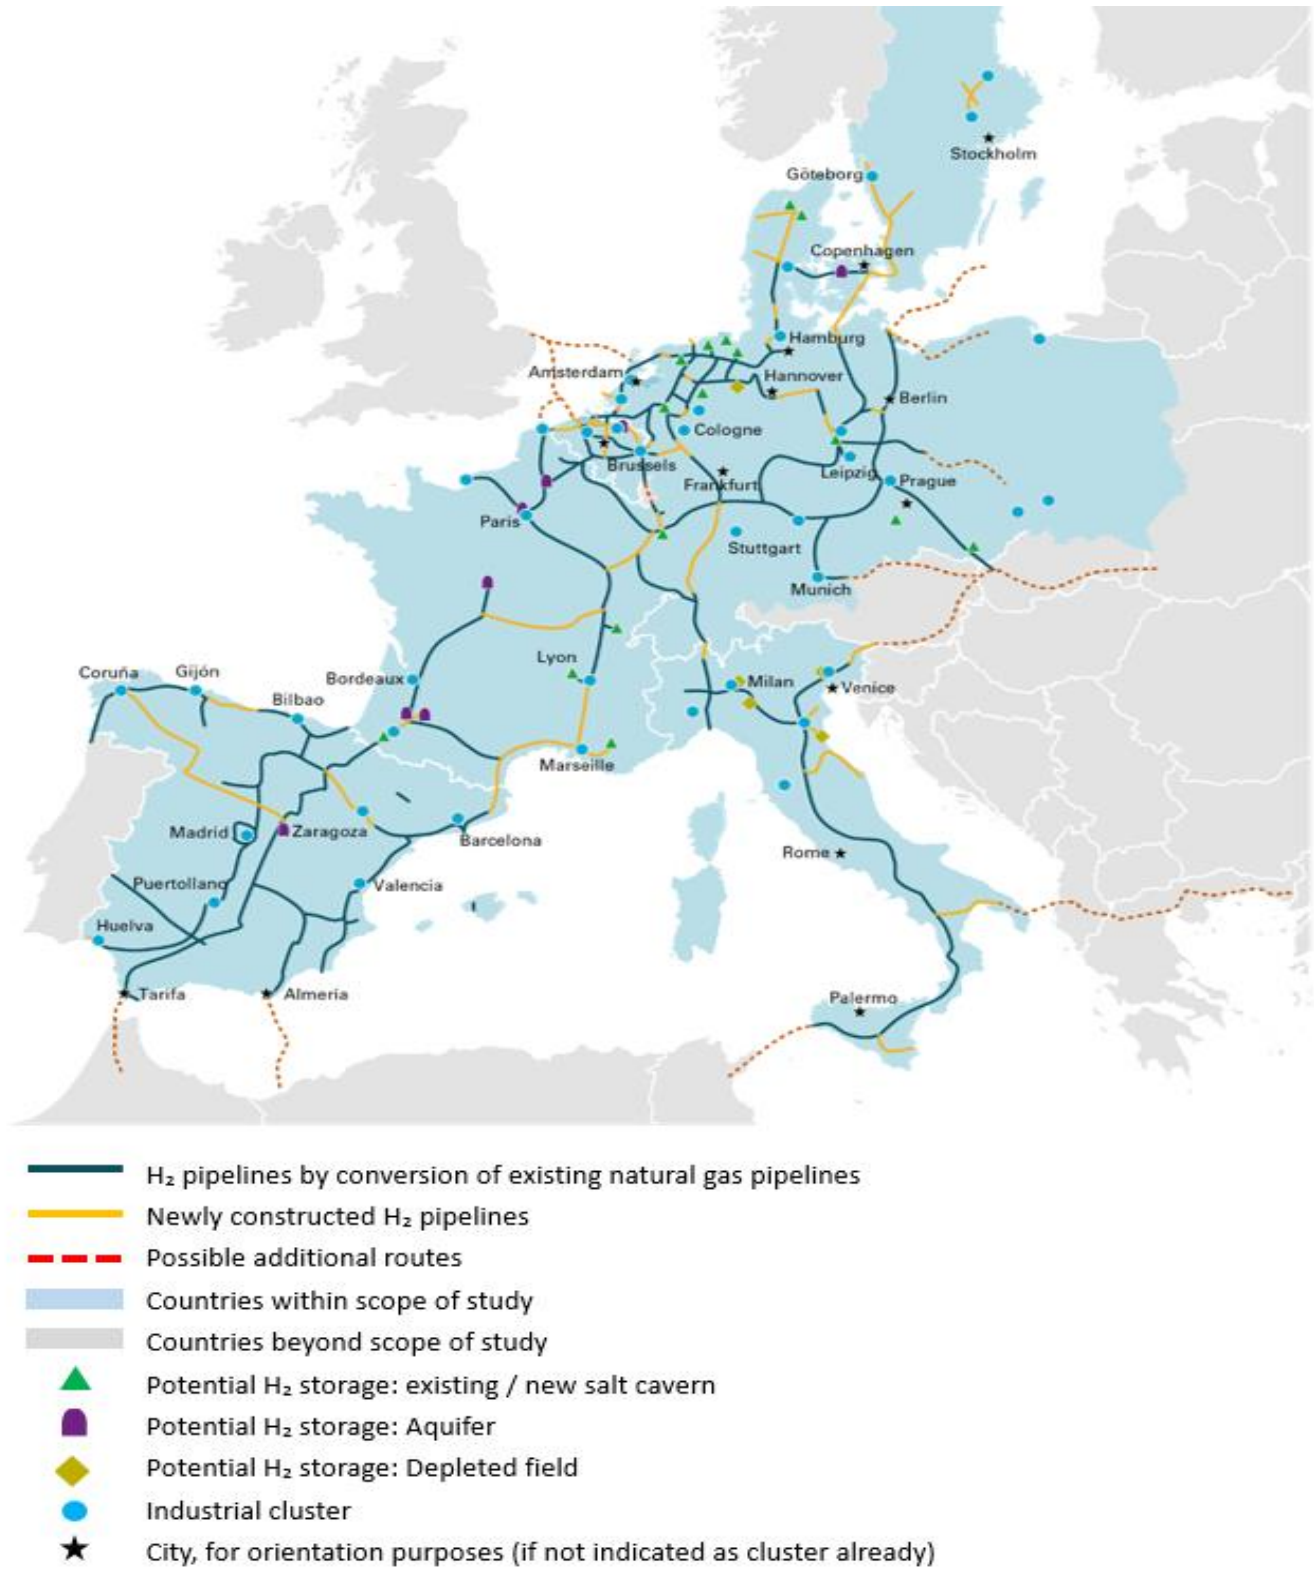 Stockholm
Göteborg
Copenhagen
Hamburg
Amsterdam
Hannover
Berlin
Cologne
Brussels
Leipzig
Frankfurt
Prague
Paris
Stuttgart
Munich
Lyon
Coruña
Gijón
Bordeaux
Milan
Venice
Bilbao
Marseille
Madrid
Zaragoza
Barcelona
Rome
Puertollano
Valencia
Huelva
Tarifa
Almeria
Palermo
H₂ pipelines by conversion of existing natural gas pipelines
Newly constructed H₂ pipelines
Possible additional routes
Countries within scope of study
Countries beyond scope of study
Potential H₂ storage: existing / new salt cavern
Potential H₂ storage: Aquifer
Potential H₂ storage: Depleted field
Industrial cluster
City, for orientation purposes (if not indicated as cluster already)